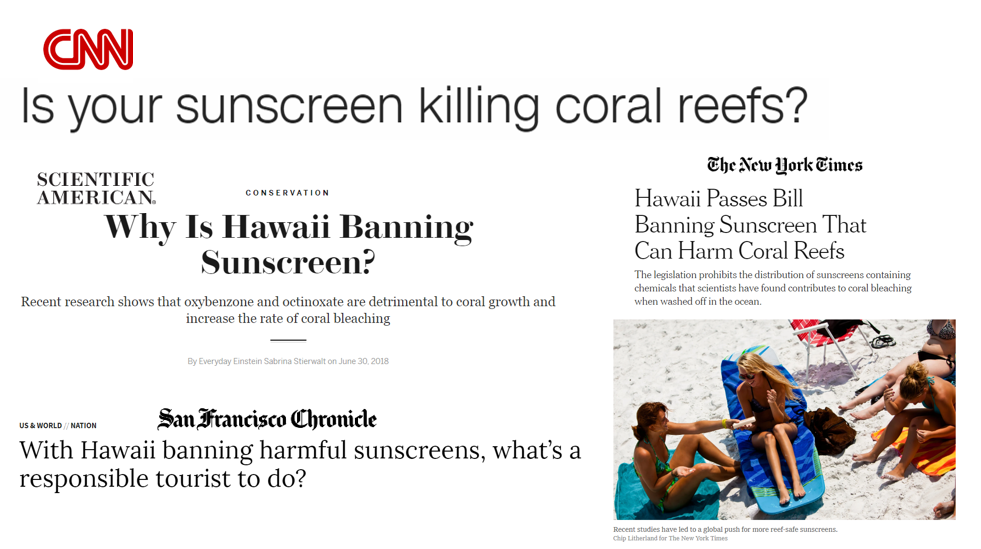 CNN
Is your sunscreen killing coral reefs?
SCIENTIFIC
AMERICAN®
CONSERVATION
Why Is Hawaii Banning
Sunscreen?
Recent research shows that oxybenzone and octinoxate are detrimental to coral growth and
increase the rate of coral bleaching
By Everyday Einstein Sabrina Stierwalt on June 30, 2018
The New York Times
Hawaii Passes Bill
Banning Sunscreen That
Can Harm Coral Reefs
The legislation prohibits the distribution of sunscreens containing
chemicals that scientists have found contributes to coral bleaching
when washed off in the ocean.
Recent studies have led to a global push for more reef-safe sunscreens.
Chip Litherland for The New York Times
San Francisco Chronicle
US & WORLD // NATION
With Hawaii banning harmful sunscreens, what's a
responsible tourist to do?